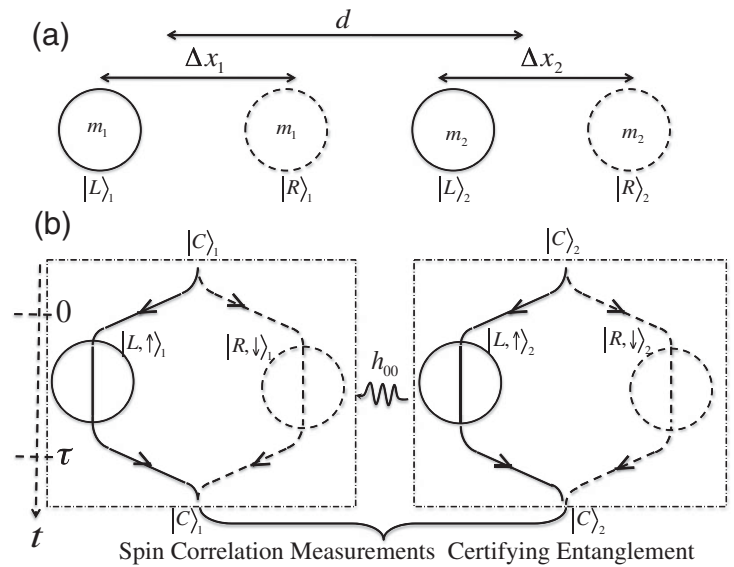 (a)
d
Δx₁ Δx₂
m₁ m₁ m₂ m₂
|L⟩₁ |R⟩₁ |L⟩₂ |R⟩₂
(b)
|C⟩₁ |C⟩₂
0
|L,↑⟩₁ |R,↓⟩₁ |L,↑⟩₂ |R,↓⟩₂
h₀₀
τ
|C⟩₁ |C⟩₂
t
Spin Correlation Measurements Certifying Entanglement